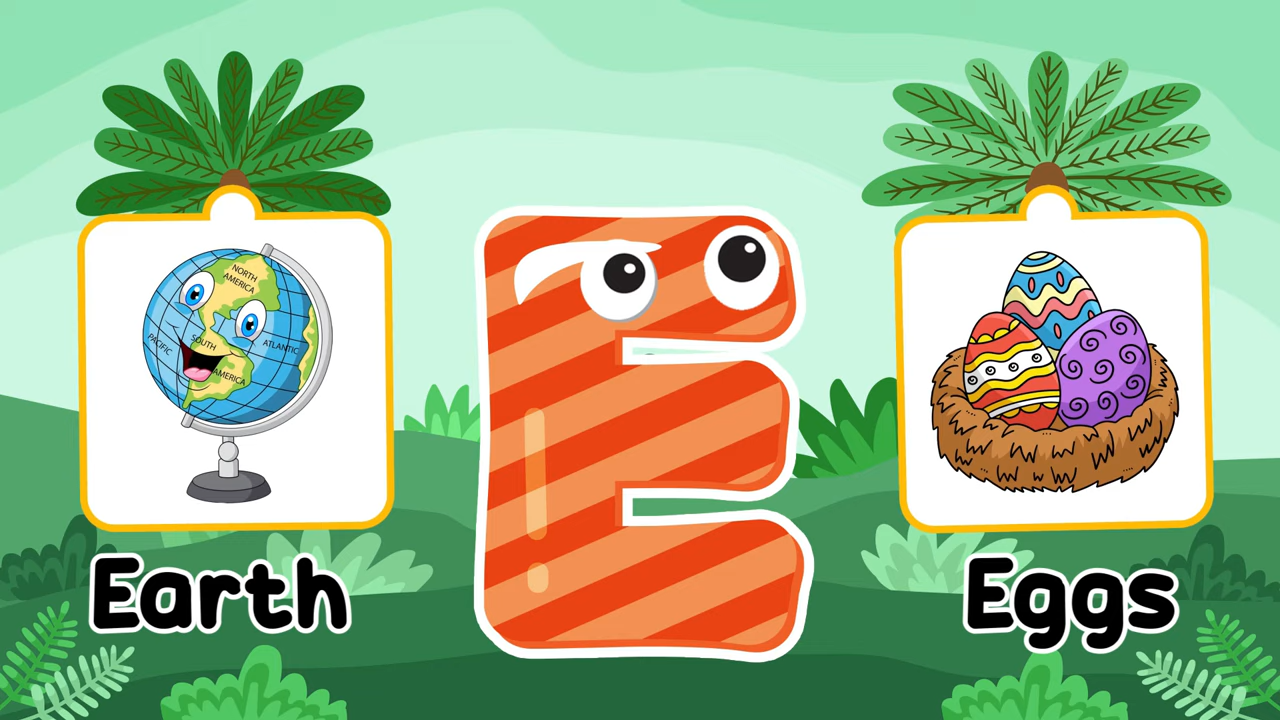 NORTH
AMERICA
PACIFIC
SOUTH
AMERICA
ATLANTIC
E
Earth
Eggs